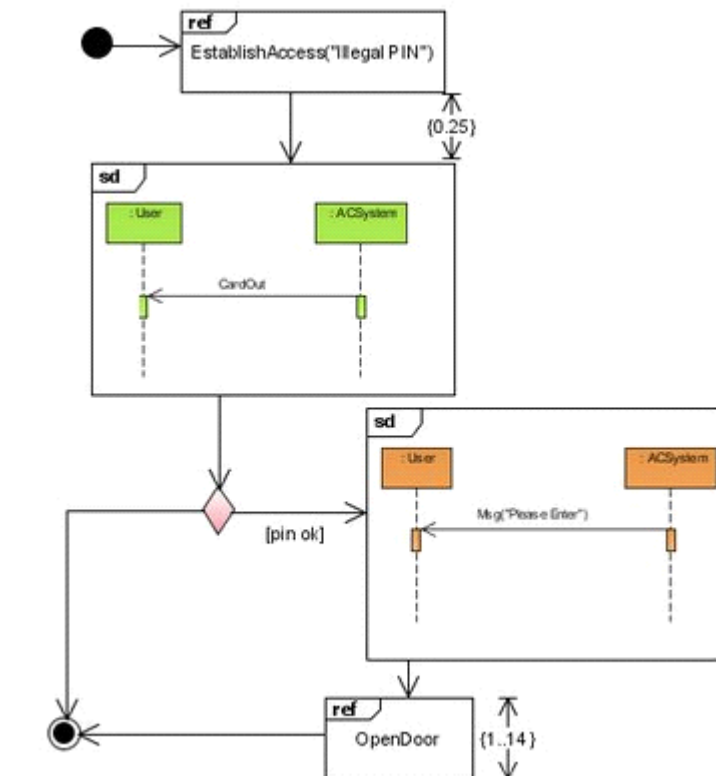 ref
EstablishAccess("Illegal PIN")
{0.25}
sd
: User
: ACSystem
CardOut
sd
: User
: ACSystem
Msg("Please Enter")
[pin ok]
ref
OpenDoor
{1..14 }